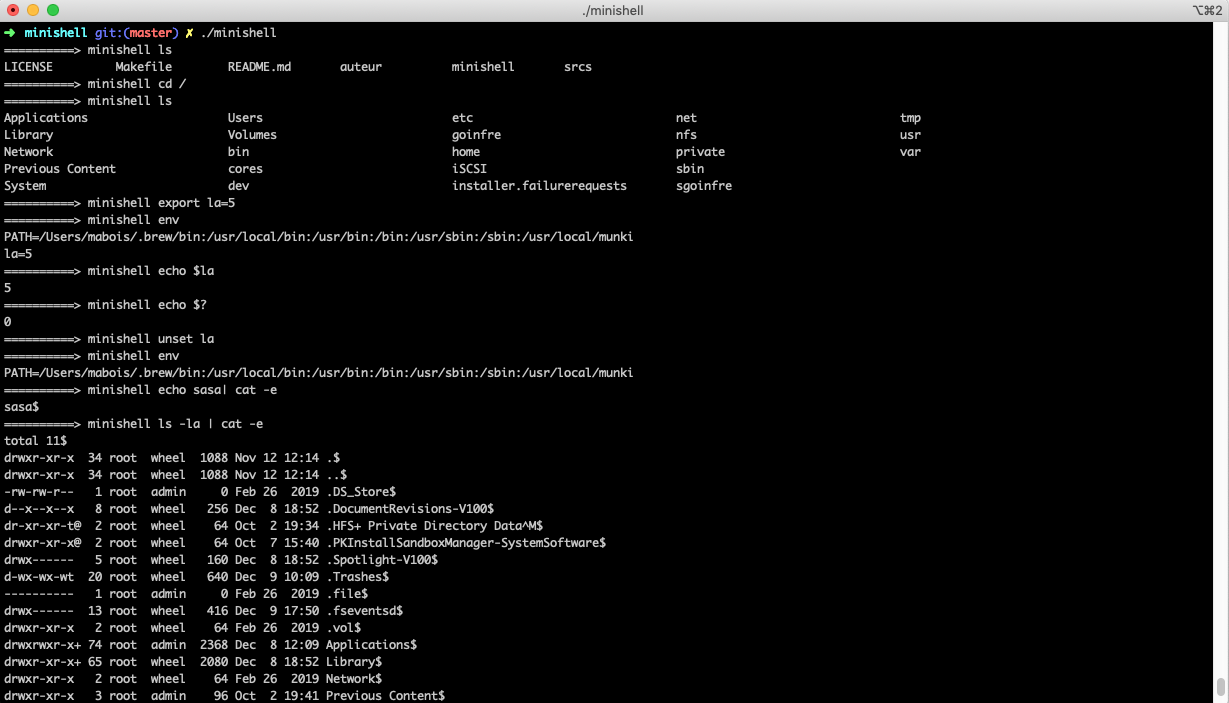 ./minishell
⌥⌘2
➜ minishell git:(master) ✗ ./minishell
==========> minishell ls
LICENSE Makefile README.md auteur minishell srcs
==========> minishell cd /
==========> minishell ls
Applications Users etc net tmp
Library Volumes goinfre nfs usr
Network bin home private var
Previous Content cores iSCSI sbin
System dev installer.failurerequests sgoinfre
==========> minishell export la=5
==========> minishell env
PATH=/Users/mabois/.brew/bin:/usr/local/bin:/usr/bin:/bin:/usr/sbin:/sbin:/usr/local/munki
la=5
==========> minishell echo $la
5
==========> minishell echo $?
0
==========> minishell unset la
==========> minishell env
PATH=/Users/mabois/.brew/bin:/usr/local/bin:/usr/bin:/bin:/usr/sbin:/sbin:/usr/local/munki
==========> minishell echo sasa| cat -e
sasa$
==========> minishell ls -la | cat -e
total 11$
drwxr-xr-x 34 root wheel 1088 Nov 12 12:14 .$
drwxr-xr-x 34 root wheel 1088 Nov 12 12:14 ..$
-rw-rw-r-- 1 root admin 0 Feb 26 2019 .DS_Store$
d--x--x--x 8 root wheel 256 Dec 8 18:52 .DocumentRevisions-V100$
dr-xr-xr-t@ 2 root wheel 64 Oct 2 19:34 .HFS+ Private Directory Data^M$
drwxr-xr-x@ 2 root wheel 64 Oct 7 15:40 .PKInstallSandboxManager-SystemSoftware$
drwx------ 5 root wheel 160 Dec 8 18:52 .Spotlight-V100$
d-wx-wx-wt 20 root wheel 640 Dec 9 10:09 .Trashes$
---------- 1 root admin 0 Feb 26 2019 .file$
drwx------ 13 root wheel 416 Dec 9 17:50 .fseventsd$
drwxr-xr-x 2 root wheel 64 Feb 26 2019 .vol$
drwxrwxr-x+ 74 root admin 2368 Dec 8 12:09 Applications$
drwxr-xr-x+ 65 root wheel 2080 Dec 8 18:52 Library$
drwxr-xr-x 2 root wheel 64 Feb 26 2019 Network$
drwxr-xr-x 3 root admin 96 Oct 2 19:41 Previous Content$